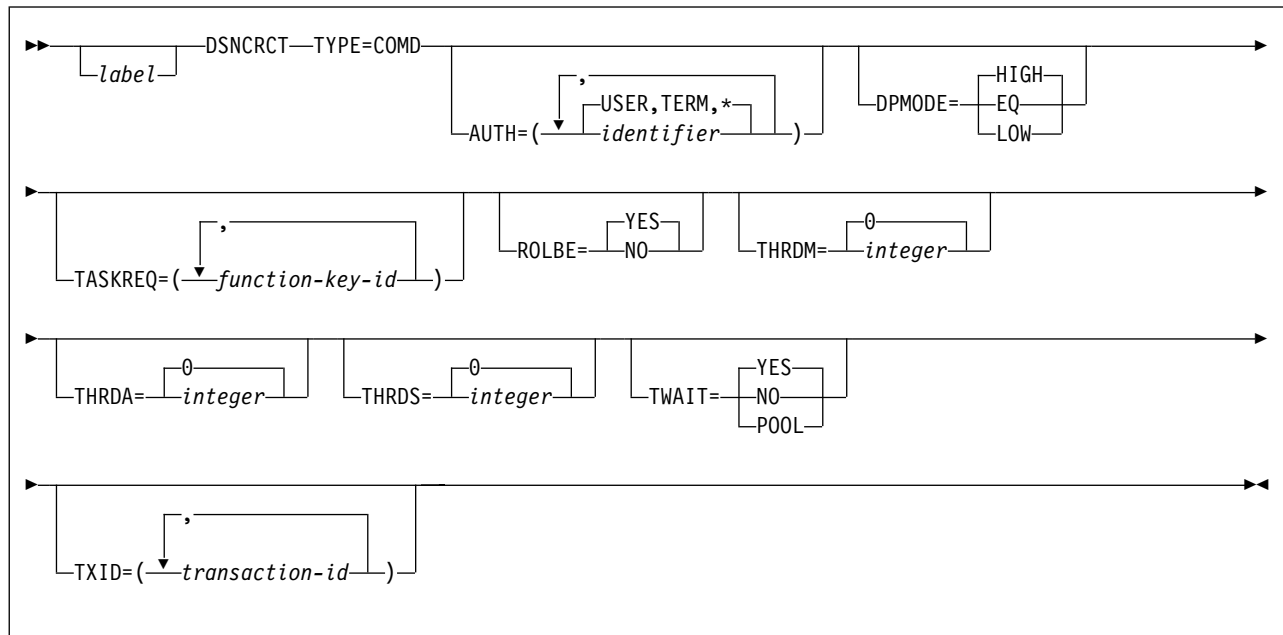 DSNCRCT TYPE=COMD
label
,
USER,TERM,*
AUTH=( identifier )
HIGH
DPMODE= EQ
LOW
,
TASKREQ=( function-key-id )
YES
ROLBE= NO
0
THRDM= integer
0
THRDA= integer
0
THRDS= integer
YES
TWAIT= NO
POOL
,
TXID=( transaction-id )